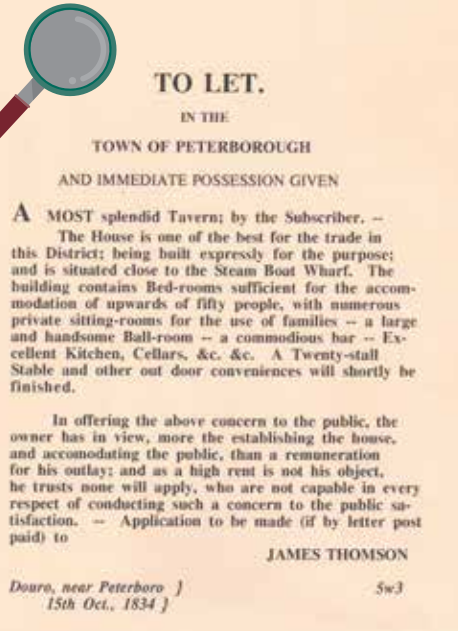 TO LET.
IN THE
TOWN OF PETERBOROUGH
AND IMMEDIATE POSSESSION GIVEN
A MOST splendid Tavern; by the Subscriber. --
The House is one of the best for the trade in
this District; being built expressly for the purpose;
and is situated close to the Steam Boat Wharf. The
building contains Bed-rooms sufficient for the accom-
modation of upwards of fifty people, with numerous
private sitting-rooms for the use of families -- a large
and handsome Ball-room -- a commodious bar -- Ex-
cellent Kitchen, Cellars, &c. &c. A Twenty-stall
Stable and other out door conveniences will shortly be
finished.
In offering the above concern to the public, the
owner has in view, more the establishing the house,
and accomodating the public, than a remuneration
for his outlay; and as a high rent is not his object,
he trusts none will apply, who are not capable in every
respect of conducting such a concern to the public sa-
tisfaction. -- Application to be made (if by letter post
paid) to
JAMES THOMSON
Douro, near Peterboro } 5w3
15th Oct., 1834 }